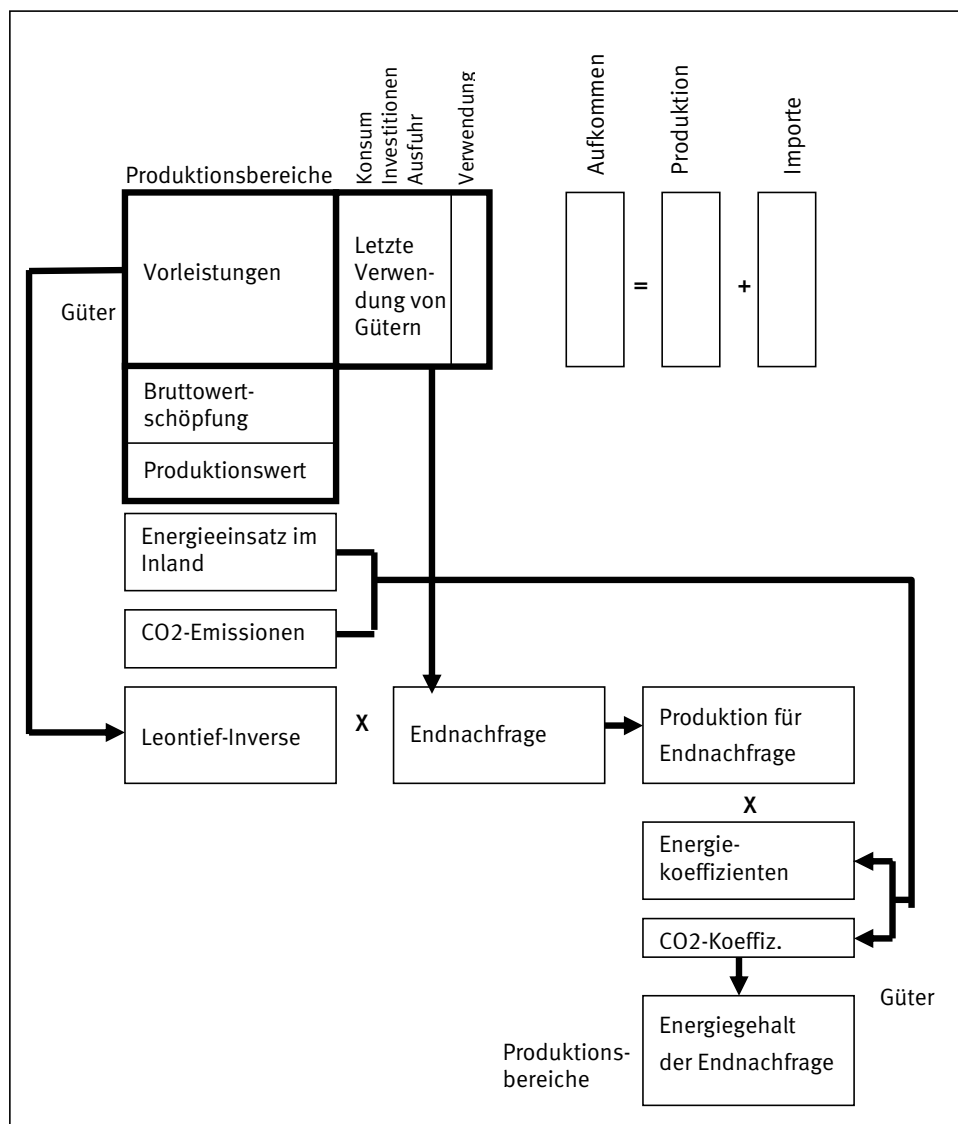 Konsum
Investitionen
Ausfuhr
Verwendung
Aufkommen
Produktion
Importe
Produktionsbereiche
Güter
Vorleistungen
Letzte
Verwen-
dung von
Gütern
=
+
Bruttowert-
schöpfung
Produktionswert
Energieeinsatz im
Inland
CO2-Emissionen
Leontief-Inverse
X
Endnachfrage
Produktion für
Endnachfrage
X
Energie-
koeffizienten
CO2-Koeffiz.
Güter
Produktions-
bereiche
Energiegehalt
der Endnachfrage